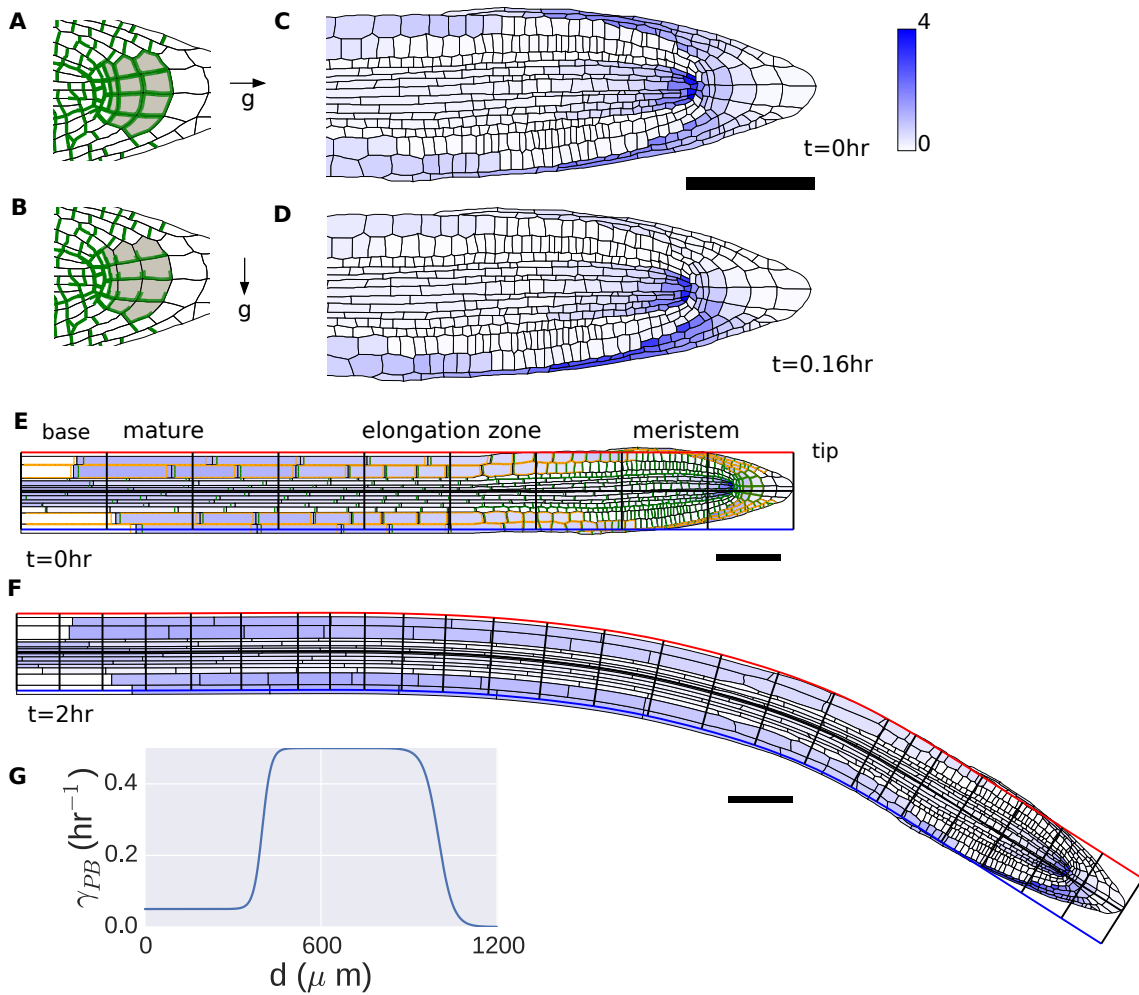 A
g
B
g
C
t=0hr
4
0
D
t=0.16hr
E
base mature elongation zone meristem
tip
t=0hr
F
t=2hr
G
γPB (hr⁻¹)
0.4
0.2
0.0
0 600 1200
d (μ m)